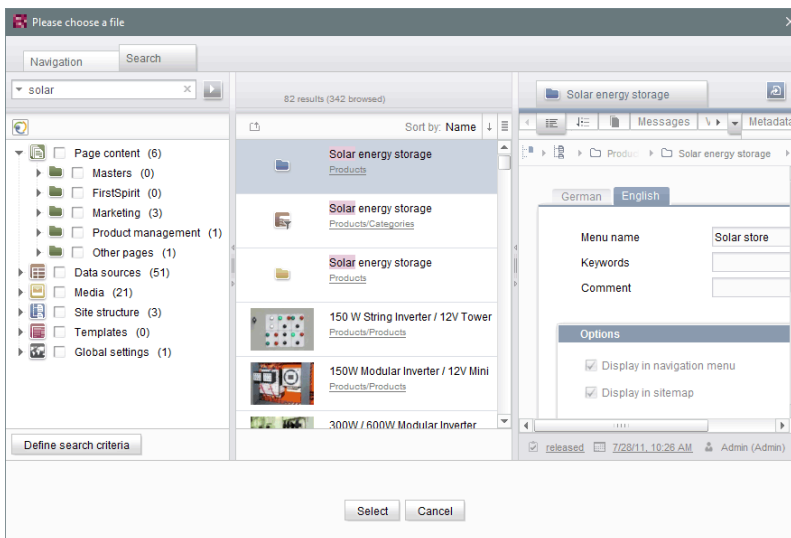 Please choose a file
Navigation
Search
solar
Page content (6)
Masters (0)
FirstSpirit (0)
Marketing (3)
Product management (1)
Other pages (1)
Data sources (51)
Media (21)
Site structure (3)
Templates (0)
Global settings (1)
Define search criteria
82 results (342 browsed)
Sort by: Name
Solar energy storage
Products
Solar energy storage
Products/Categories
Solar energy storage
Products
150 W String Inverter / 12V Tower
Products/Products
150W Modular Inverter / 12V Mini
Products/Products
300W / 600W Modular Inverter
Solar energy storage
Messages
Metadata
Produc
Solar energy storage
German
English
Menu name
Solar store
Keywords
Comment
Options
Display in navigation menu
Display in sitemap
released
7/28/11, 10:26 AM
Admin (Admin)
Select
Cancel